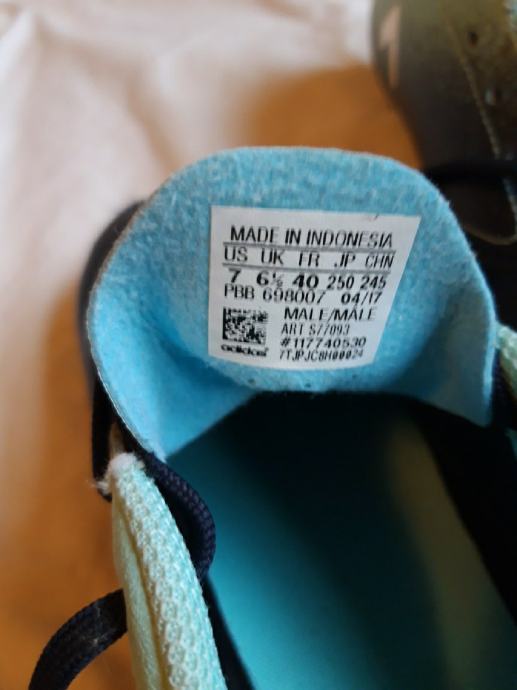 MADE IN INDONESIA
US UK FR JP CHN
7 6½ 40 250 245
PBB 698007 04/17
MALE/MALE
ART S77093
#117740530
adidas 7TJPJC8H00024